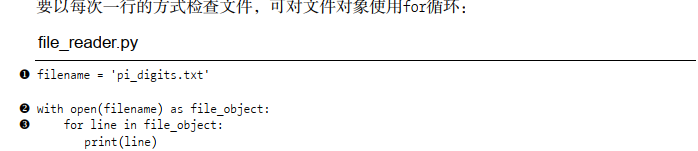 要以每次一行的方式检查文件，可对文件对象使用for循环：
file_reader.py
❶ filename = 'pi_digits.txt'
❷ with open(filename) as file_object:
❸     for line in file_object:
        print(line)